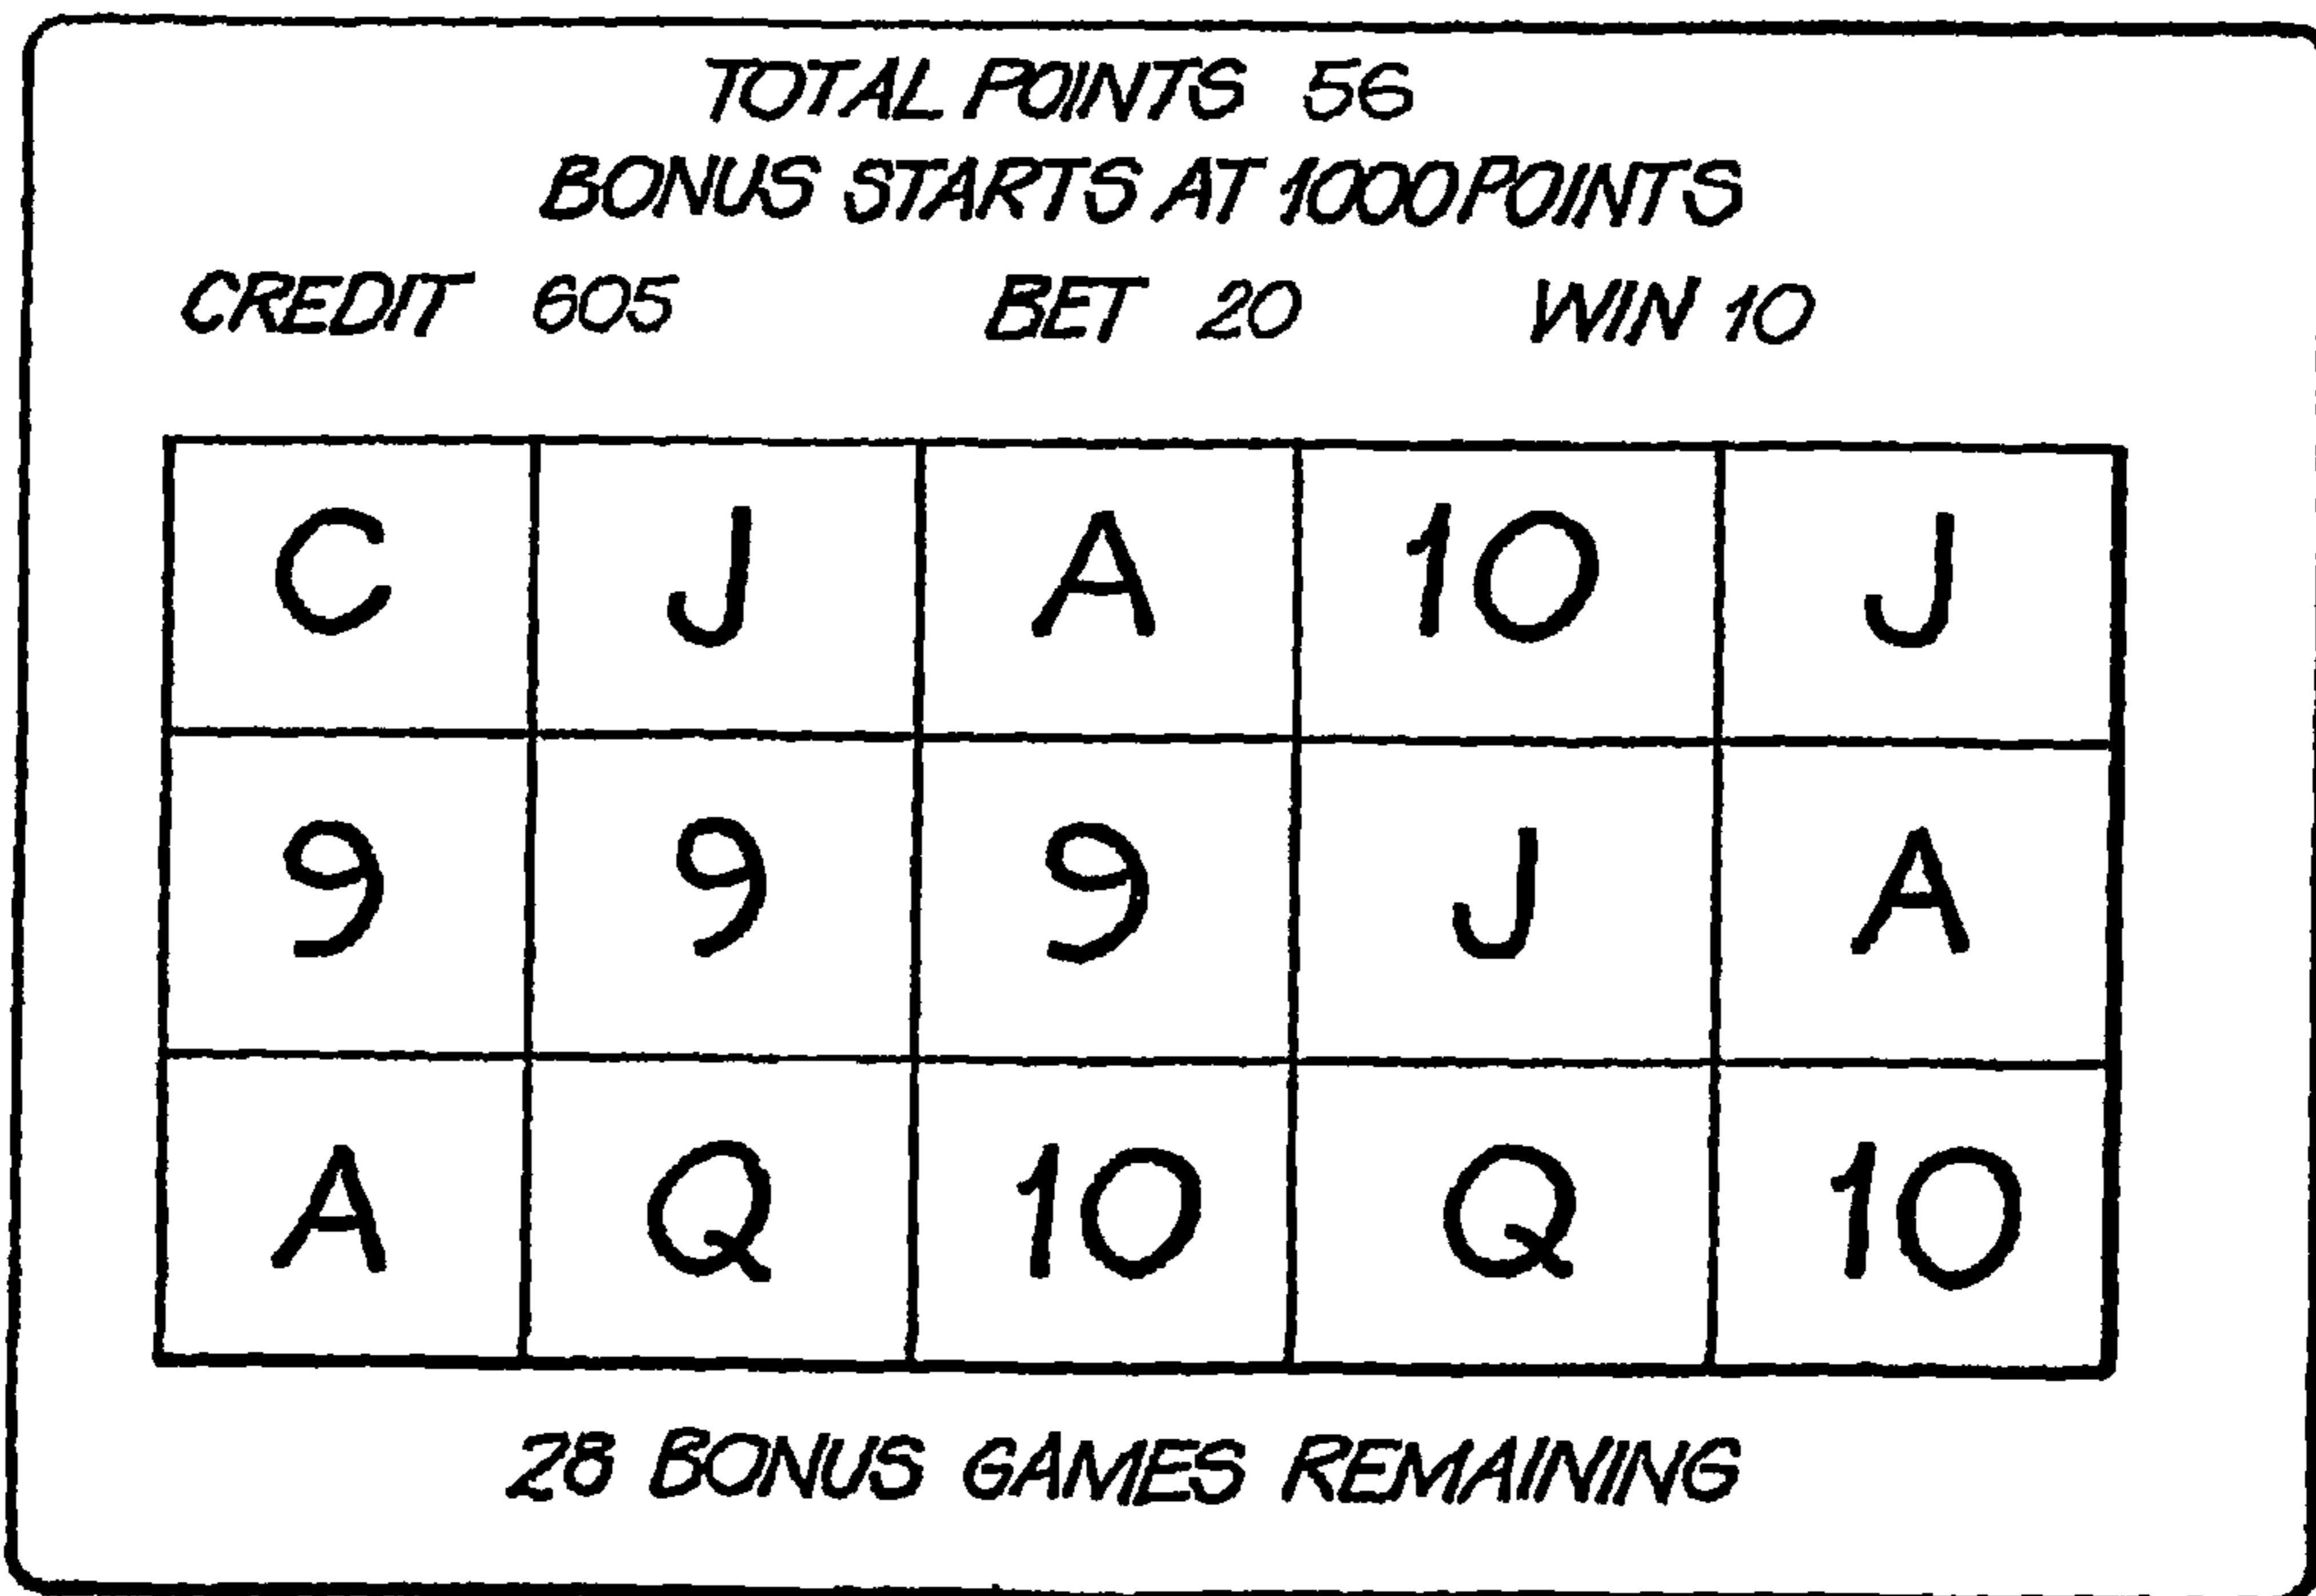 TOTAL POINTS 56
BONUS STARTS AT 1000 POINTS
CREDIT 605 BET 20 WIN 10
C J A 10 J
9 9 9 J A
A Q 10 Q 10
28 BONUS GAMES REMAINING